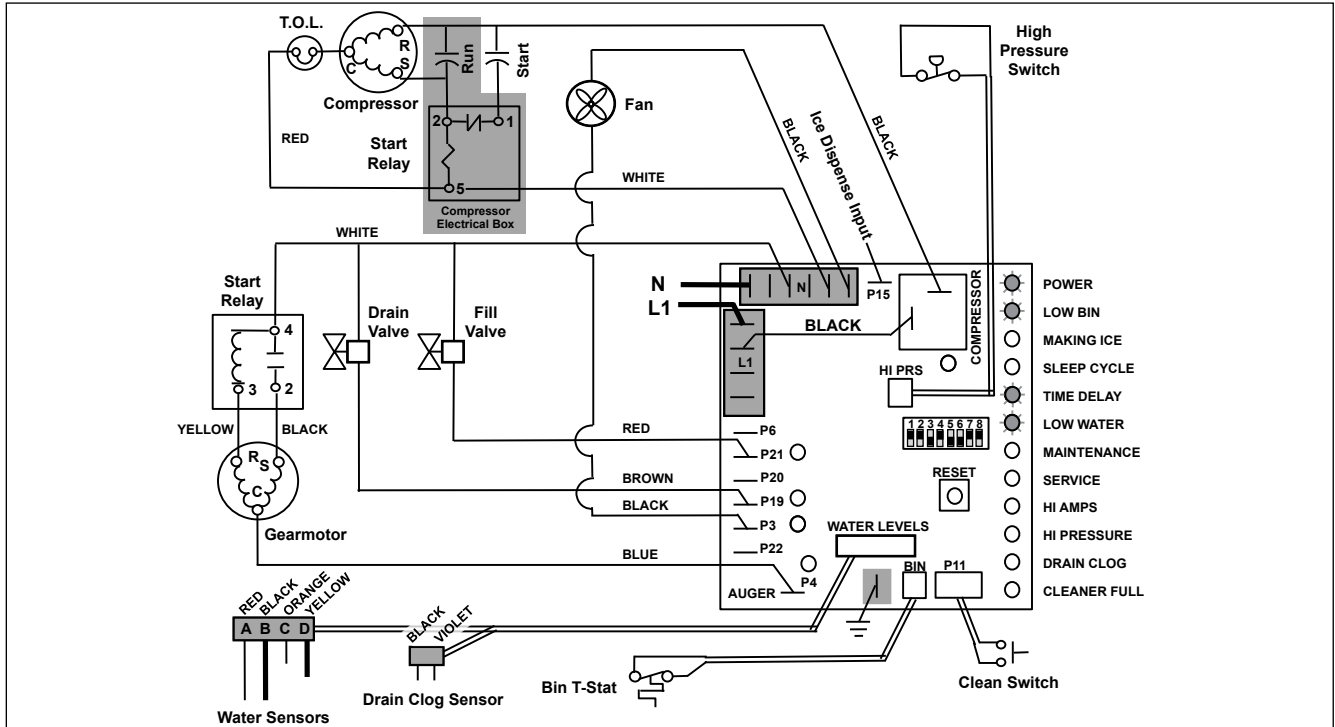 T.O.L.
R
S
C
Compressor
Run
Start
RED
2
1
Start
Relay
5
Compressor
Electrical Box
Fan
BLACK
Ice Dispense Input
BLACK
High
Pressure
Switch
WHITE
WHITE
Start
Relay
4
3
2
Drain
Valve
Fill
Valve
YELLOW
BLACK
R
S
C
Gearmotor
N
L1
N
P15
L1
BLACK
COMPRESSOR
HI PRS
1 2 3 4 5 6 7 8
RESET
RED
P6
P21
BROWN
P20
P19
BLACK
P3
P22
BLUE
AUGER
P4
WATER LEVELS
BIN
P11
POWER
LOW BIN
MAKING ICE
SLEEP CYCLE
TIME DELAY
LOW WATER
MAINTENANCE
SERVICE
HI AMPS
HI PRESSURE
DRAIN CLOG
CLEANER FULL
RED
BLACK
ORANGE
YELLOW
A B C D
Water Sensors
BLACK
VIOLET
Drain Clog Sensor
Bin T-Stat
Clean Switch